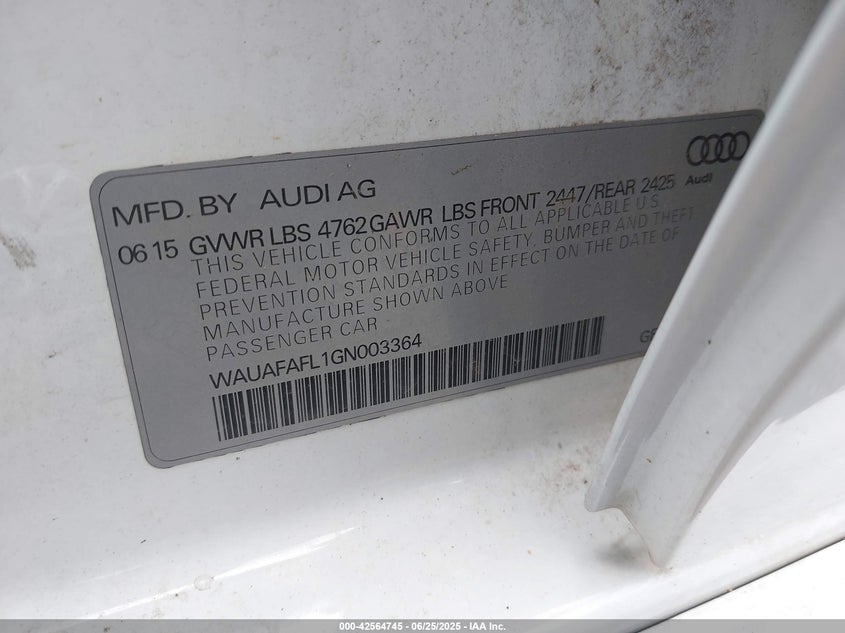 MFD. BY AUDI AG
Audi
06 15 GVWR LBS 4762 GAWR LBS FRONT 2447/REAR 2425
THIS VEHICLE CONFORMS TO ALL APPLICABLE U.S.
FEDERAL MOTOR VEHICLE SAFETY, BUMPER AND THEFT
PREVENTION STANDARDS IN EFFECT ON THE DATE OF
MANUFACTURE SHOWN ABOVE
PASSENGER CAR
WAUAFAFL1GN003364
000-42564745 - 06/25/2025 - IAA Inc.